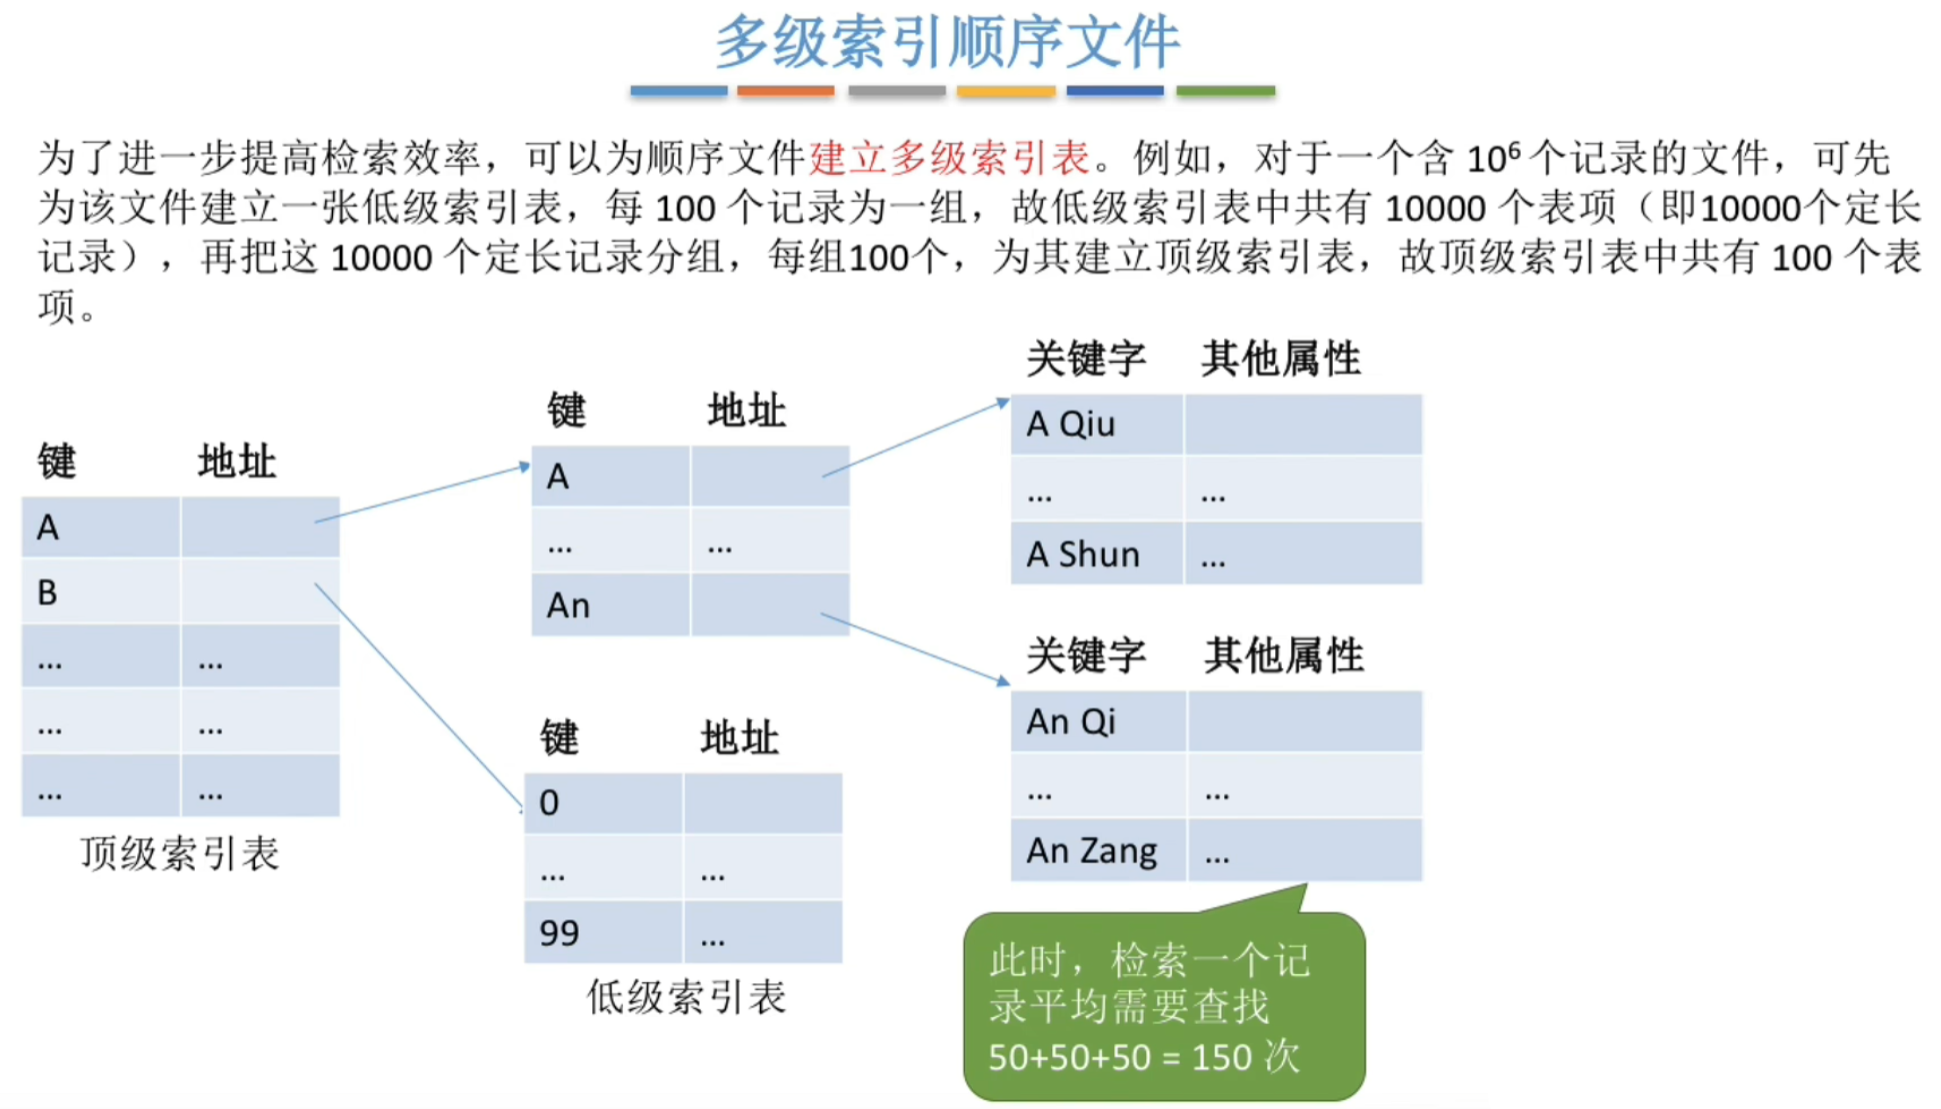 多级索引顺序文件
为了进一步提高检索效率，可以为顺序文件建立多级索引表。例如，对于一个含 10⁶ 个记录的文件，可先
为该文件建立一张低级索引表，每 100 个记录为一组，故低级索引表中共有 10000 个表项（即10000个定长
记录），再把这 10000 个定长记录分组，每组100个，为其建立顶级索引表，故顶级索引表中共有 100 个表
项。
键 地址
A
B
... ...
... ...
... ...
顶级索引表
键 地址
A
... ...
An
键 地址
0
... ...
99 ...
低级索引表
关键字 其他属性
A Qiu
... ...
A Shun ...
关键字 其他属性
An Qi
... ...
An Zang ...
此时，检索一个记
录平均需要查找
50+50+50 = 150 次